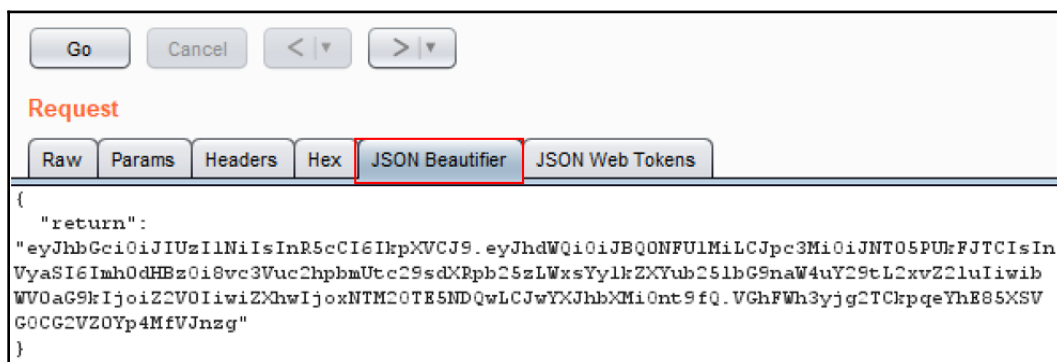 Go
Cancel
< | ▼
> | ▼
Request
Raw
Params
Headers
Hex
JSON Beautifier
JSON Web Tokens
{
"return":
"eyJhbGciOiJIUzI1NiIsInR5cCI6IkpXVCJ9.eyJhdWQiOiJBQ0NFU1MiLCJpc3MiOiJNT05PUkFJTCIsIn
VyaSI6Imh0dHBzOi8vc3Vuc2hpbmUtc29sdXRpb25zLWxsYy1kZXYub25lbG9naW4uY29tL2xvZ2luIiwib
WV0aG9kIjoiZ2V0IiwiZXhwIjoxNTM2OTE5NDQwLCJwYXJhbXMiOnt9fQ.VGhFWh3yjg2TCkpqeYhE85XSV
G0CG2VZ0Yp4MfVJnzg"
}